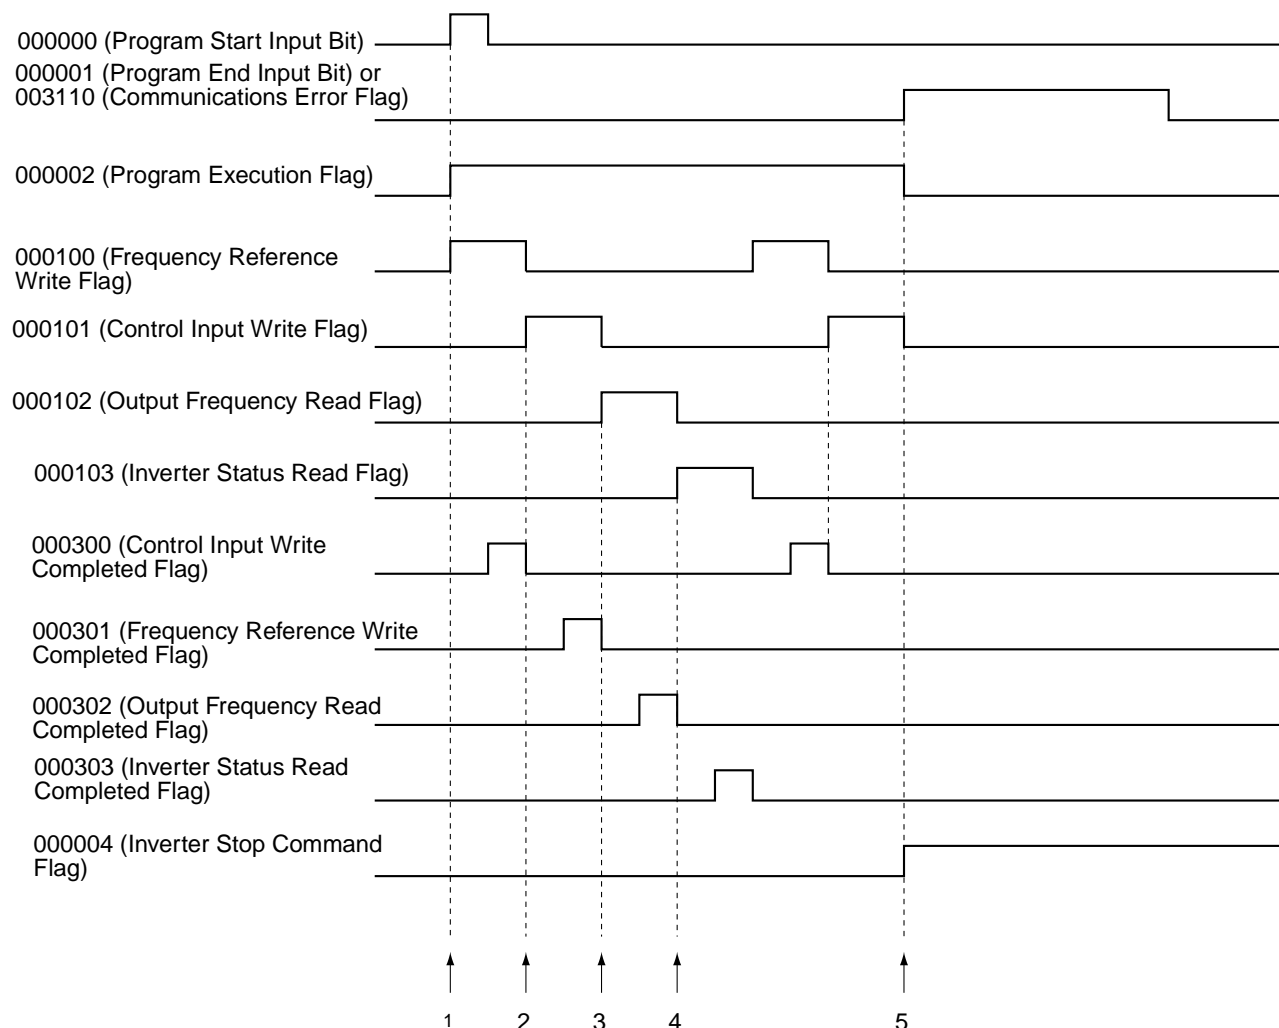 000000 (Program Start Input Bit)
000001 (Program End Input Bit) or
003110 (Communications Error Flag)
000002 (Program Execution Flag)
000100 (Frequency Reference
Write Flag)
000101 (Control Input Write Flag)
000102 (Output Frequency Read Flag)
000103 (Inverter Status Read Flag)
000300 (Control Input Write
Completed Flag)
000301 (Frequency Reference Write
Completed Flag)
000302 (Output Frequency Read
Completed Flag)
000303 (Inverter Status Read
Completed Flag)
000004 (Inverter Stop Command
Flag)
1 2 3 4 5